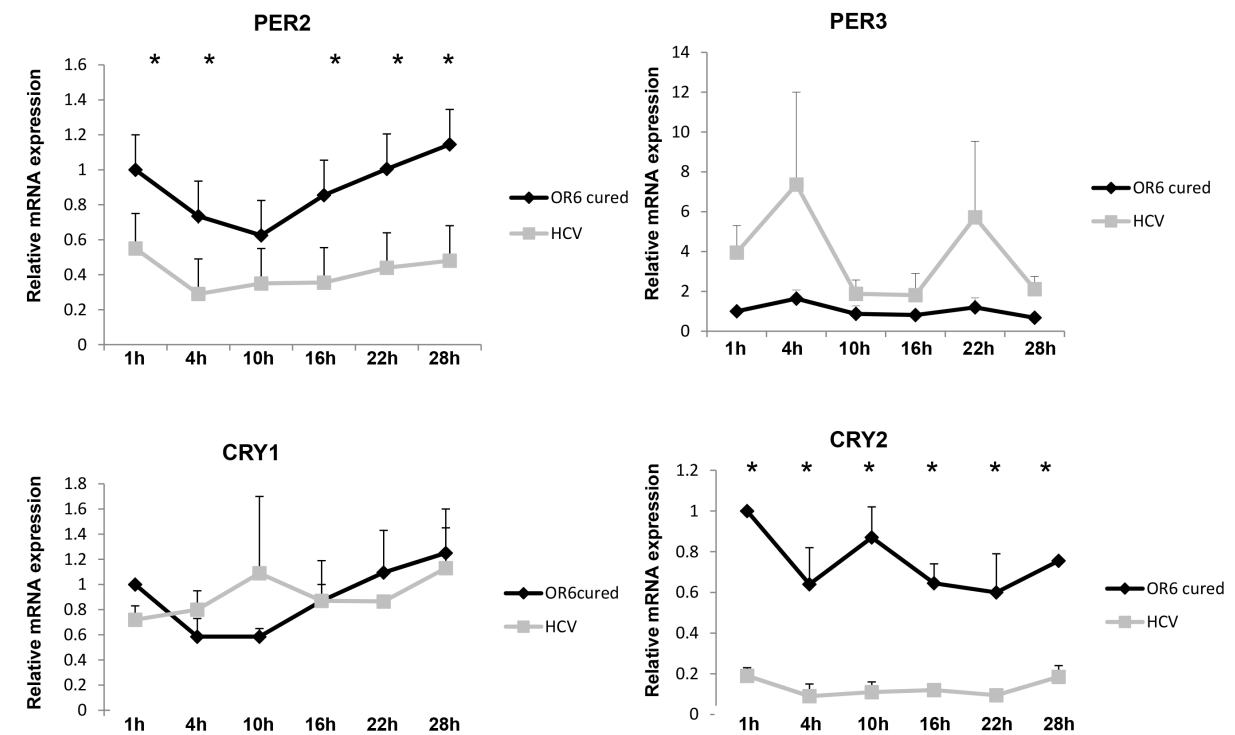 PER2
* * * * *
Relative mRNA expression
1.6
1.4
1.2
1
0.8
0.6
0.4
0.2
0
1h 4h 10h 16h 22h 28h
OR6 cured
HCV
PER3
Relative mRNA expression
14
12
10
8
6
4
2
0
1h 4h 10h 16h 22h 28h
OR6 cured
HCV
CRY1
Relative mRNA expression
1.8
1.6
1.4
1.2
1
0.8
0.6
0.4
0.2
0
1h 4h 10h 16h 22h 28h
OR6cured
HCV
CRY2
* * * * * *
Relative mRNA expression
1.2
1
0.8
0.6
0.4
0.2
0
1h 4h 10h 16h 22h 28h
OR6 cured
HCV